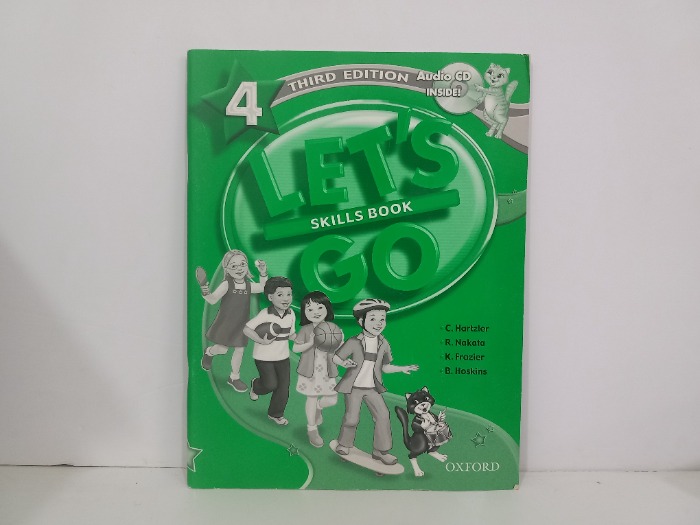 4
THIRD EDITION
Audio CD
INSIDE!
LET'S
SKILLS BOOK
GO
- C. Hartzler
- R. Nakata
- K. Frazier
- B. Hoskins
OXFORD